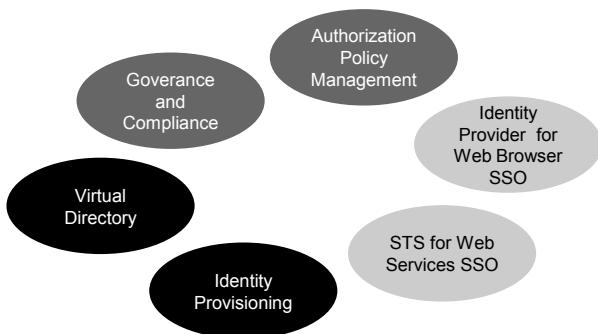 Authorization
Policy
Management
Goverance
and
Compliance
Identity
Provider for
Web Browser
SSO
Virtual
Directory
STS for Web
Services SSO
Identity
Provisioning